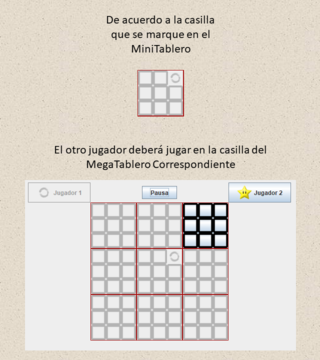 De acuerdo a la casilla
que se marque en el
MiniTablero
El otro jugador deberá jugar en la casilla del
MegaTablero Correspondiente
Jugador 1
Pausa
Jugador 2